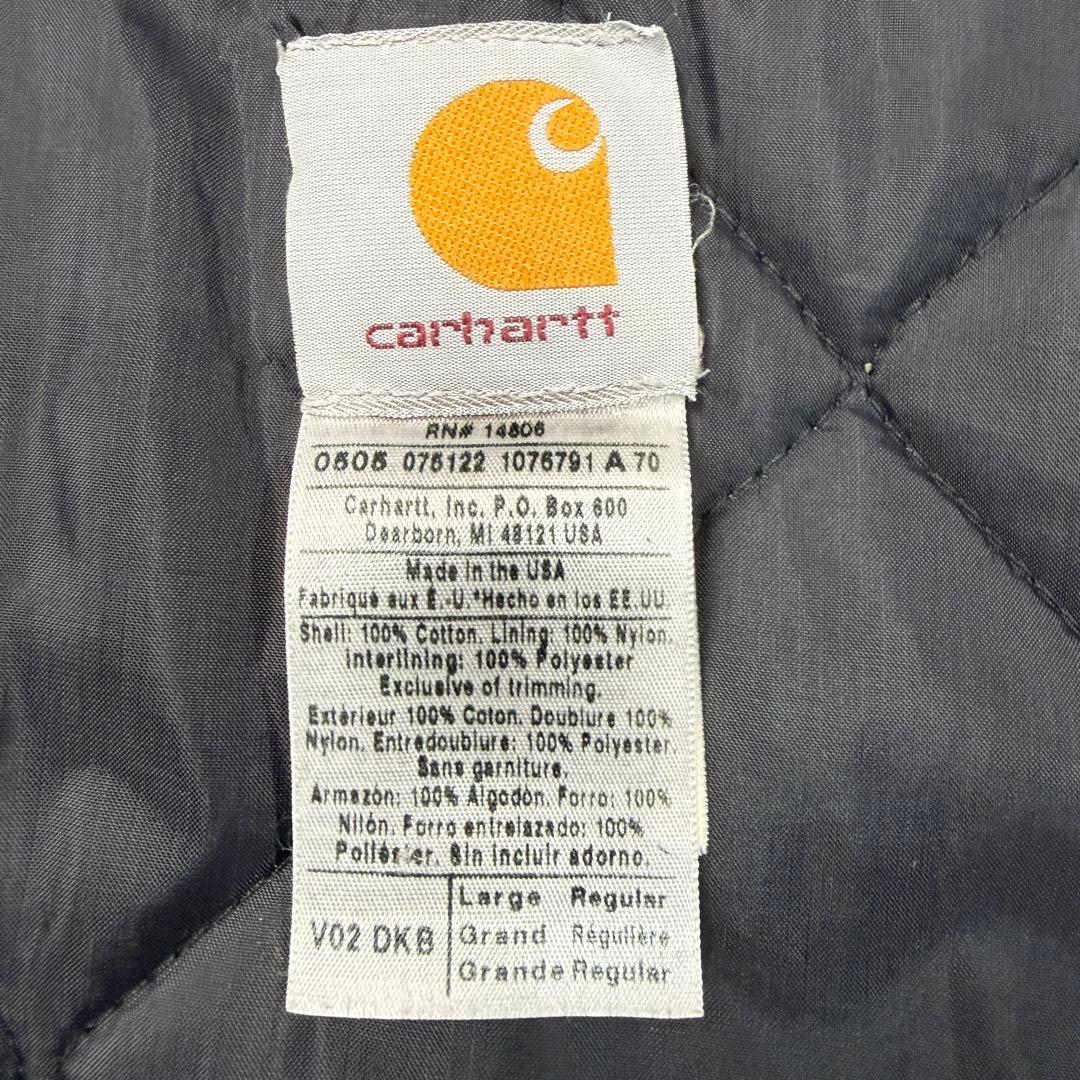 carhartt
RN# 14806
0505 075122 1076791 A 70
Carhartt, Inc. P.O. Box 600
Dearborn, MI 48121 USA
Made in the USA
Fabriqué aux É.-U.*Hecho en los EE.UU.
Shell: 100% Cotton. Lining: 100% Nylon.
Interlining: 100% Polyester
Exclusive of trimming.
Extérieur 100% Coton. Doublure 100%
Nylon. Entredoublure: 100% Polyester.
Sans garniture.
Armazón: 100% Algodón. Forro: 100%
Nilón. Forro entrelazado: 100%
Poliéster. Sin incluir adorno.
V02 DKB
Large Regular
Grand Régulière
Grande Regular